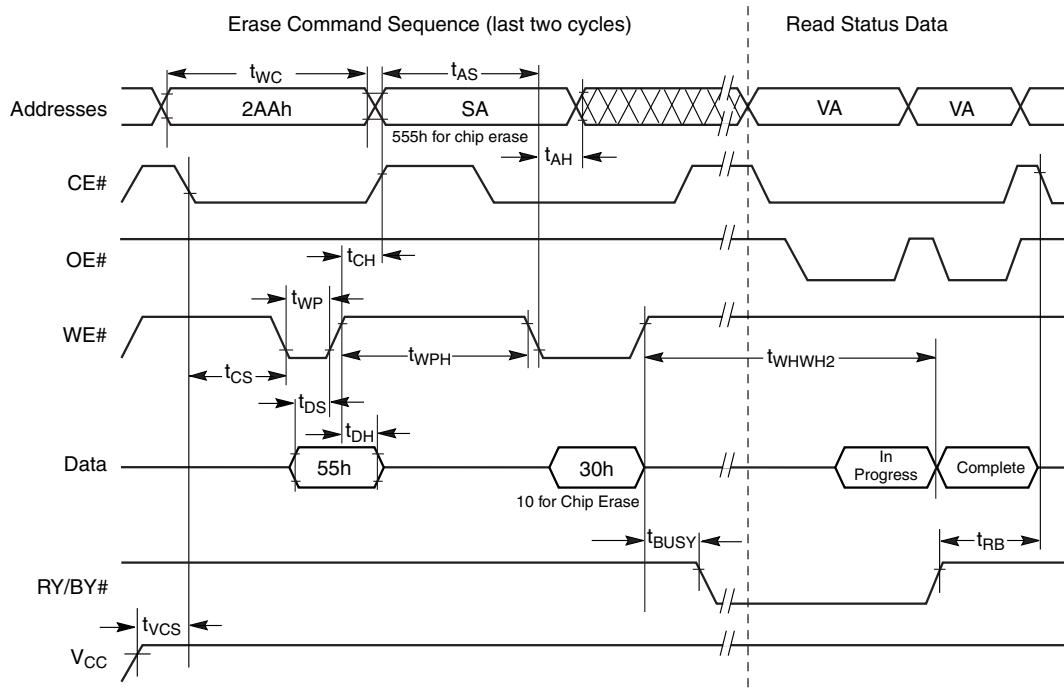 Erase Command Sequence (last two cycles)
Read Status Data
tWC
tAS
Addresses
2AAh
SA
VA
VA
555h for chip erase
tAH
CE#
OE#
tCH
tWP
WE#
tWPH
tWHWH2
tCS
tDS
tDH
Data
55h
30h
In
Progress
Complete
10 for Chip Erase
tBUSY
tRB
RY/BY#
tVCS
VCC